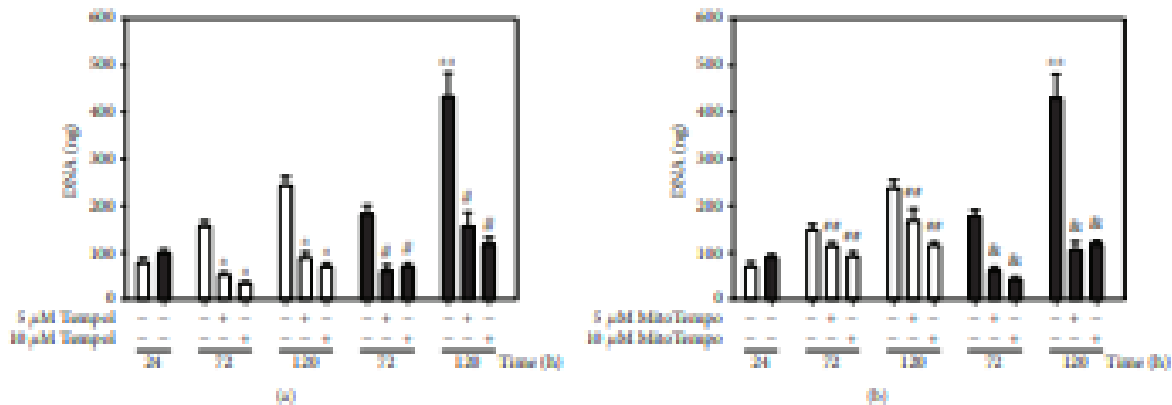 600
500
400
300
200
100
0
DNA (ng)
**
* * * * # # # #
5 μM Tempol − − − + − − + − − + − − + −
10 μM Tempol − − − − + − − + − − + − − +
24 72 120 72 120 Time (h)
(a)
600
500
400
300
200
100
0
DNA (ng)
**
## ## ## ## & & & &
5 μM MitoTempo − − − + − − + − − + − − + −
10 μM MitoTempo − − − − + − − + − − + − − +
24 72 120 72 120 Time (h)
(b)